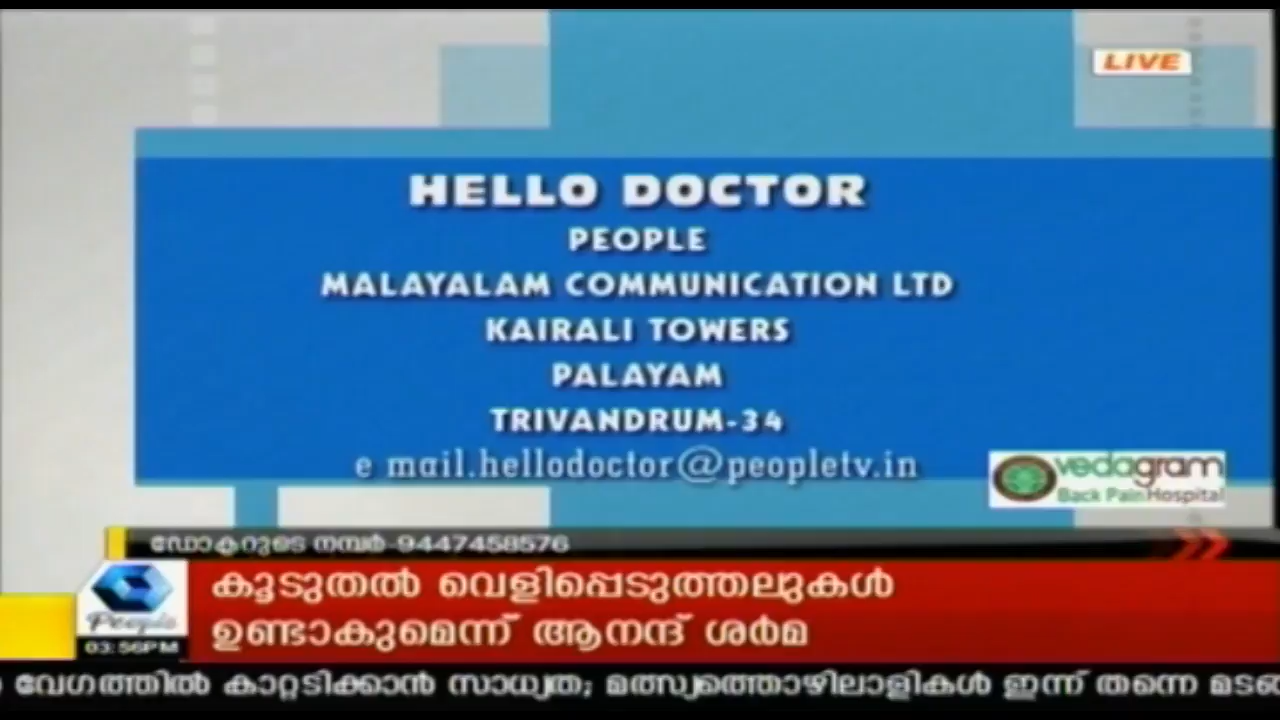 LIVE
HELLO DOCTOR
PEOPLE
MALAYALAM COMMUNICATION LTD
KAIRALI TOWERS
PALAYAM
TRIVANDRUM-34
e mail.hellodoctor@peopletv.in
vedagram
Back Pain Hospital
ഡോക്ടറുടെ നമ്പർ 9447458576
കൂടുതൽ വെളിപ്പെടുത്തലുകൾ
ഉണ്ടാകുമെന്ന് ആനന്ദ് ശർമ
People
03:56PM
വേഗത്തിൽ കാറ്റടിക്കാൻ സാധ്യത; മത്സ്യത്തൊഴിലാളികൾ ഇന്ന് തന്നെ